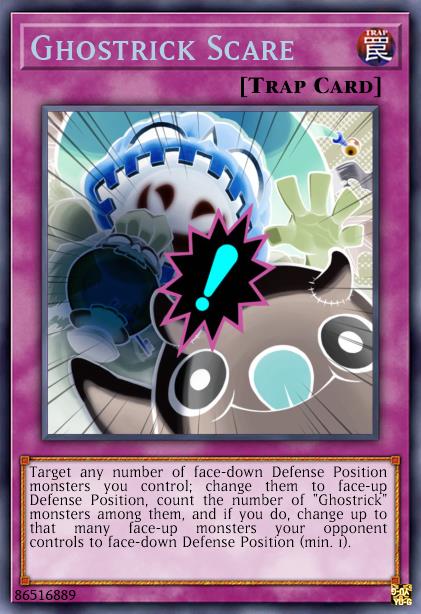 Ghostrick Scare
TRAP
罠
[Trap Card]
!
Target any number of face-down Defense Position
monsters you control; change them to face-up
Defense Position, count the number of "Ghostrick"
monsters among them, and if you do, change up to
that many face-up monsters your opponent
controls to face-down Defense Position (min. 1).
86516889